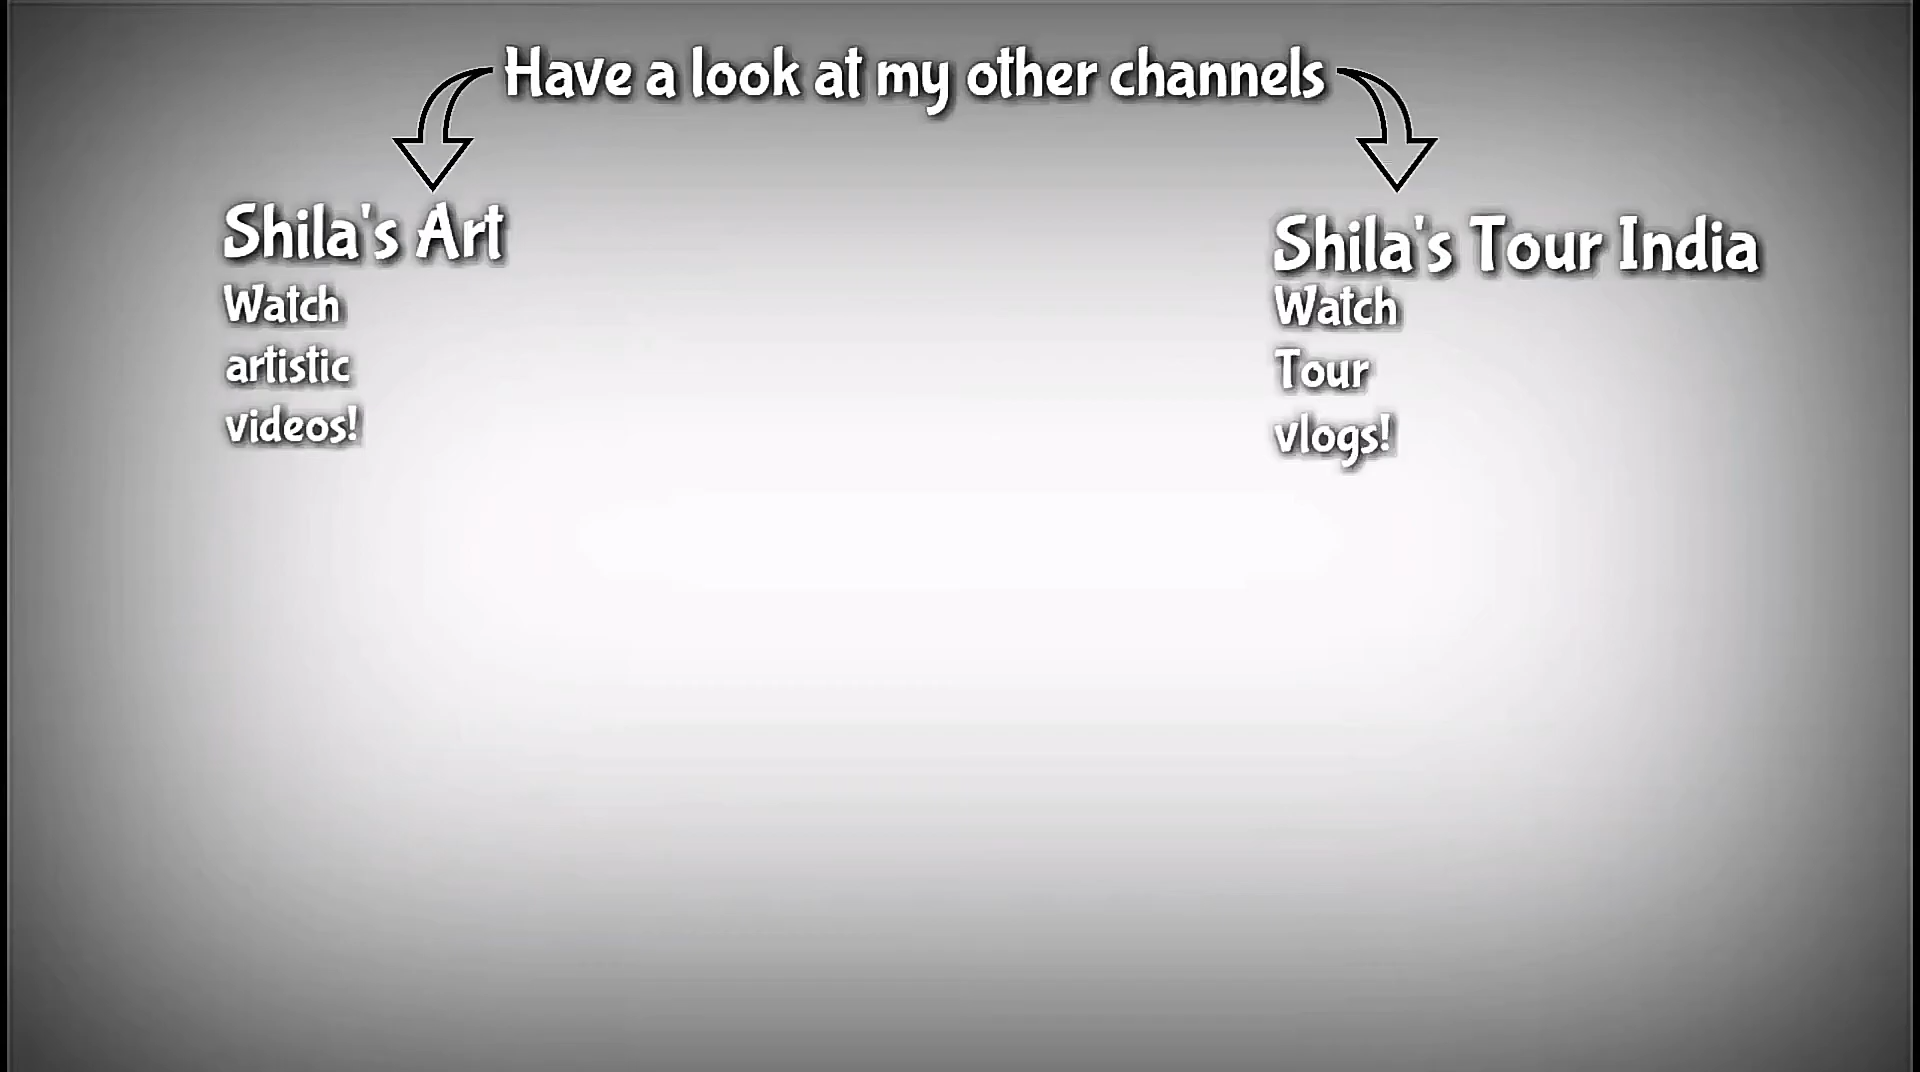 Have a look at my other channels
Shila's Art
Watch
artistic
videos!
Shila's Tour India
Watch
Tour
vlogs!